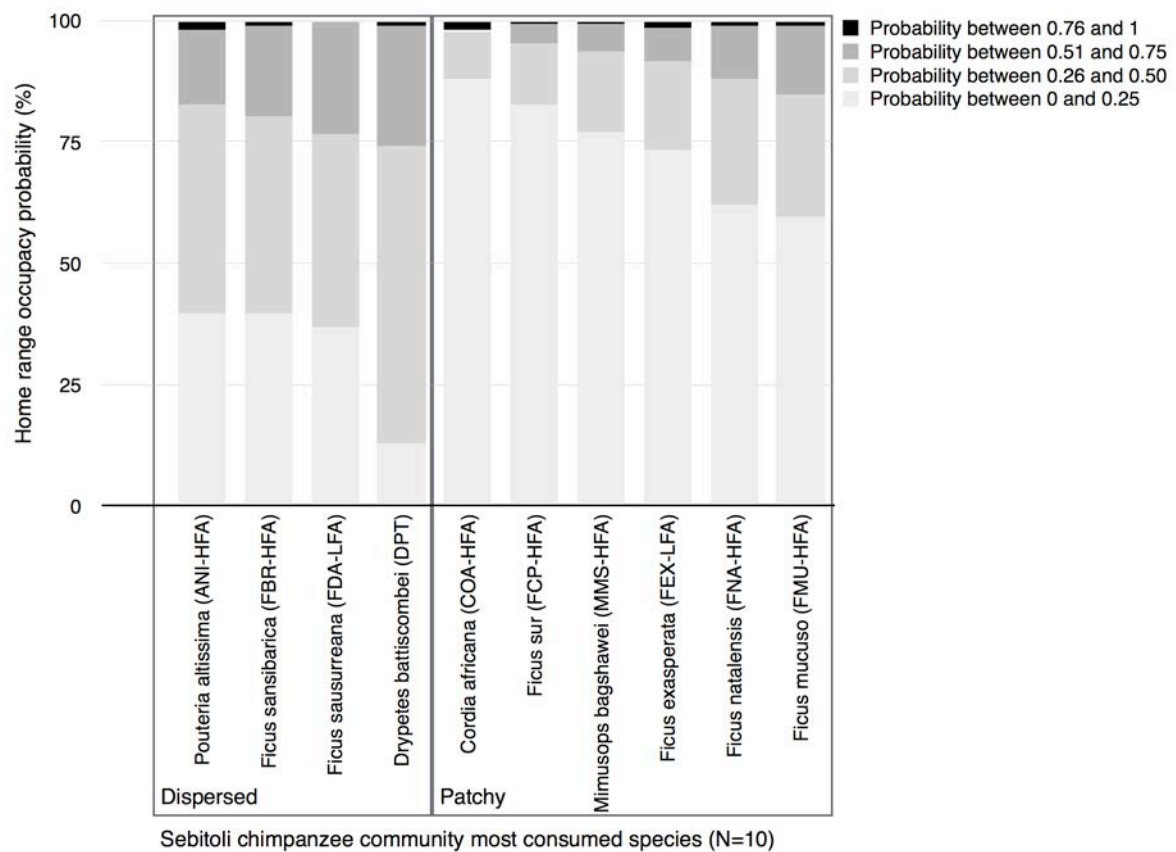 Home range occupacy probability (%)
100
75
50
25
0
Probability between 0.76 and 1
Probability between 0.51 and 0.75
Probability between 0.26 and 0.50
Probability between 0 and 0.25
Pouteria altissima (ANI-HFA)
Ficus sansibarica (FBR-HFA)
Ficus sausurreana (FDA-LFA)
Drypetes battiscombei (DPT)
Cordia africana (COA-HFA)
Ficus sur (FCP-HFA)
Mimusops bagshawei (MMS-HFA)
Ficus exasperata (FEX-LFA)
Ficus natalensis (FNA-HFA)
Ficus mucuso (FMU-HFA)
Dispersed
Patchy
Sebitoli chimpanzee community most consumed species (N=10)